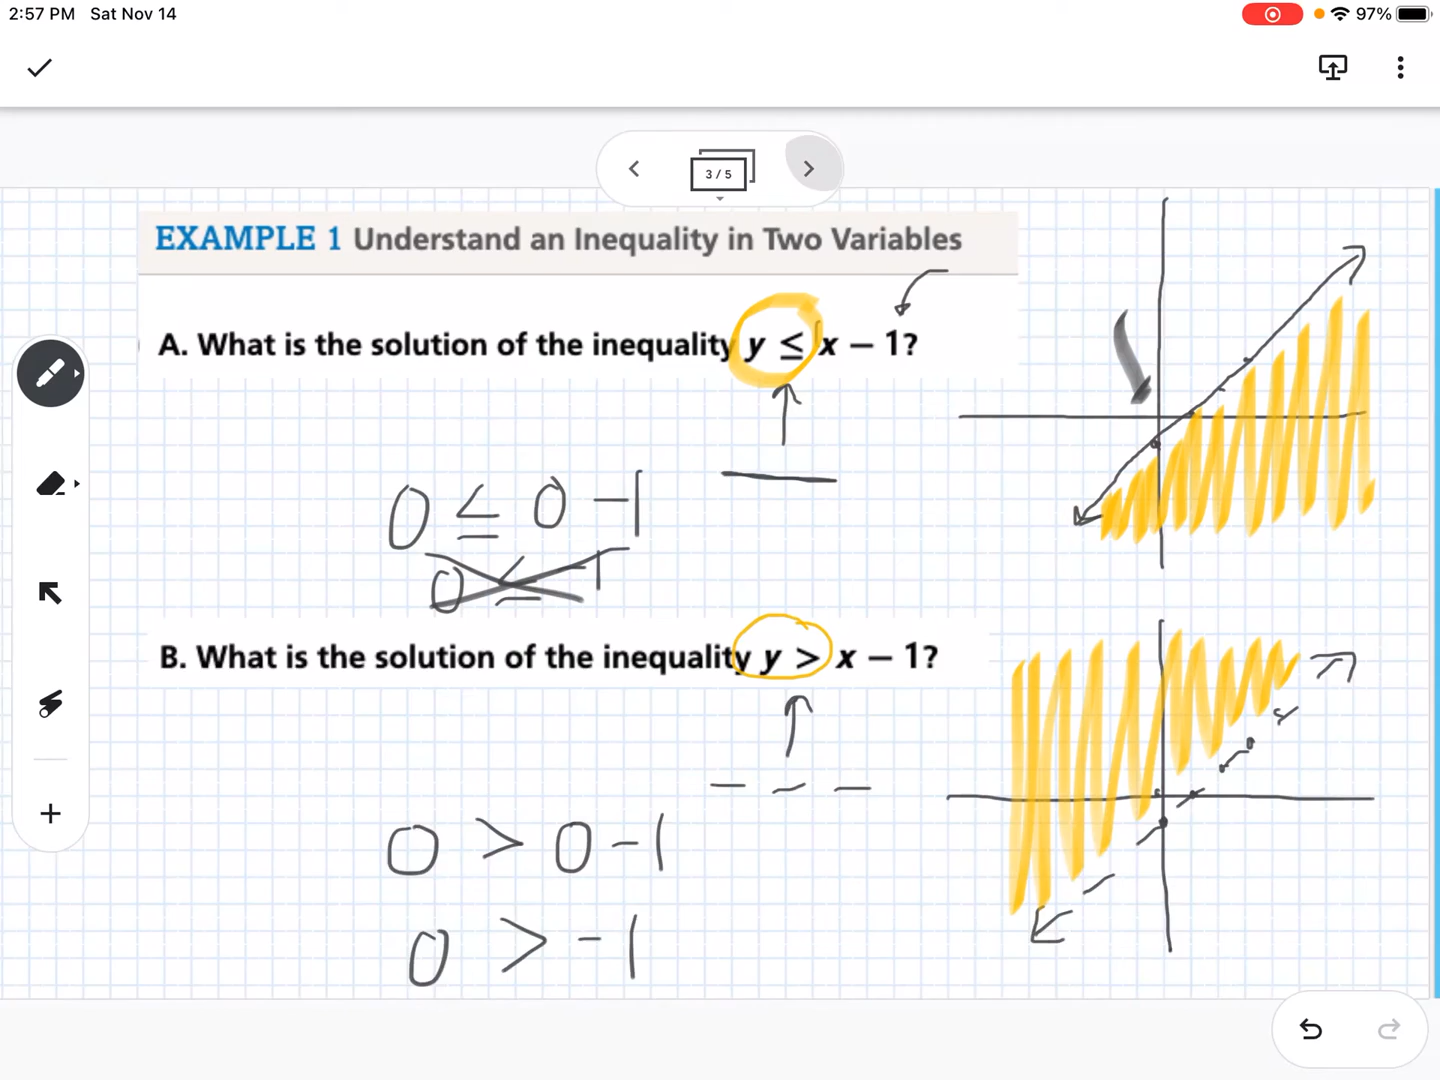 2:57 PM Sat Nov 14
97%
3 / 5
EXAMPLE 1 Understand an Inequality in Two Variables
A. What is the solution of the inequality y ≤ x − 1?
0 ≤ 0 − 1
0 ≤ −1
B. What is the solution of the inequality y > x − 1?
0 > 0 − 1
0 > −1